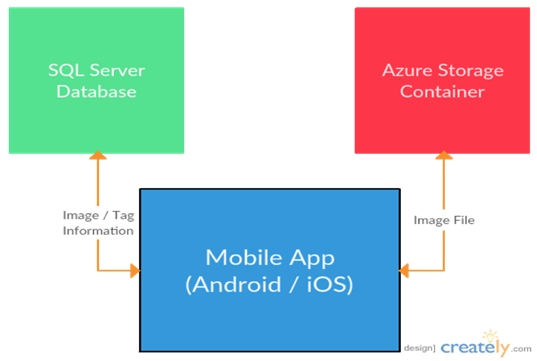 SQL Server
Database
Azure Storage
Container
Image / Tag
Information
Image File
Mobile App
(Android / iOS)
design] creately.com